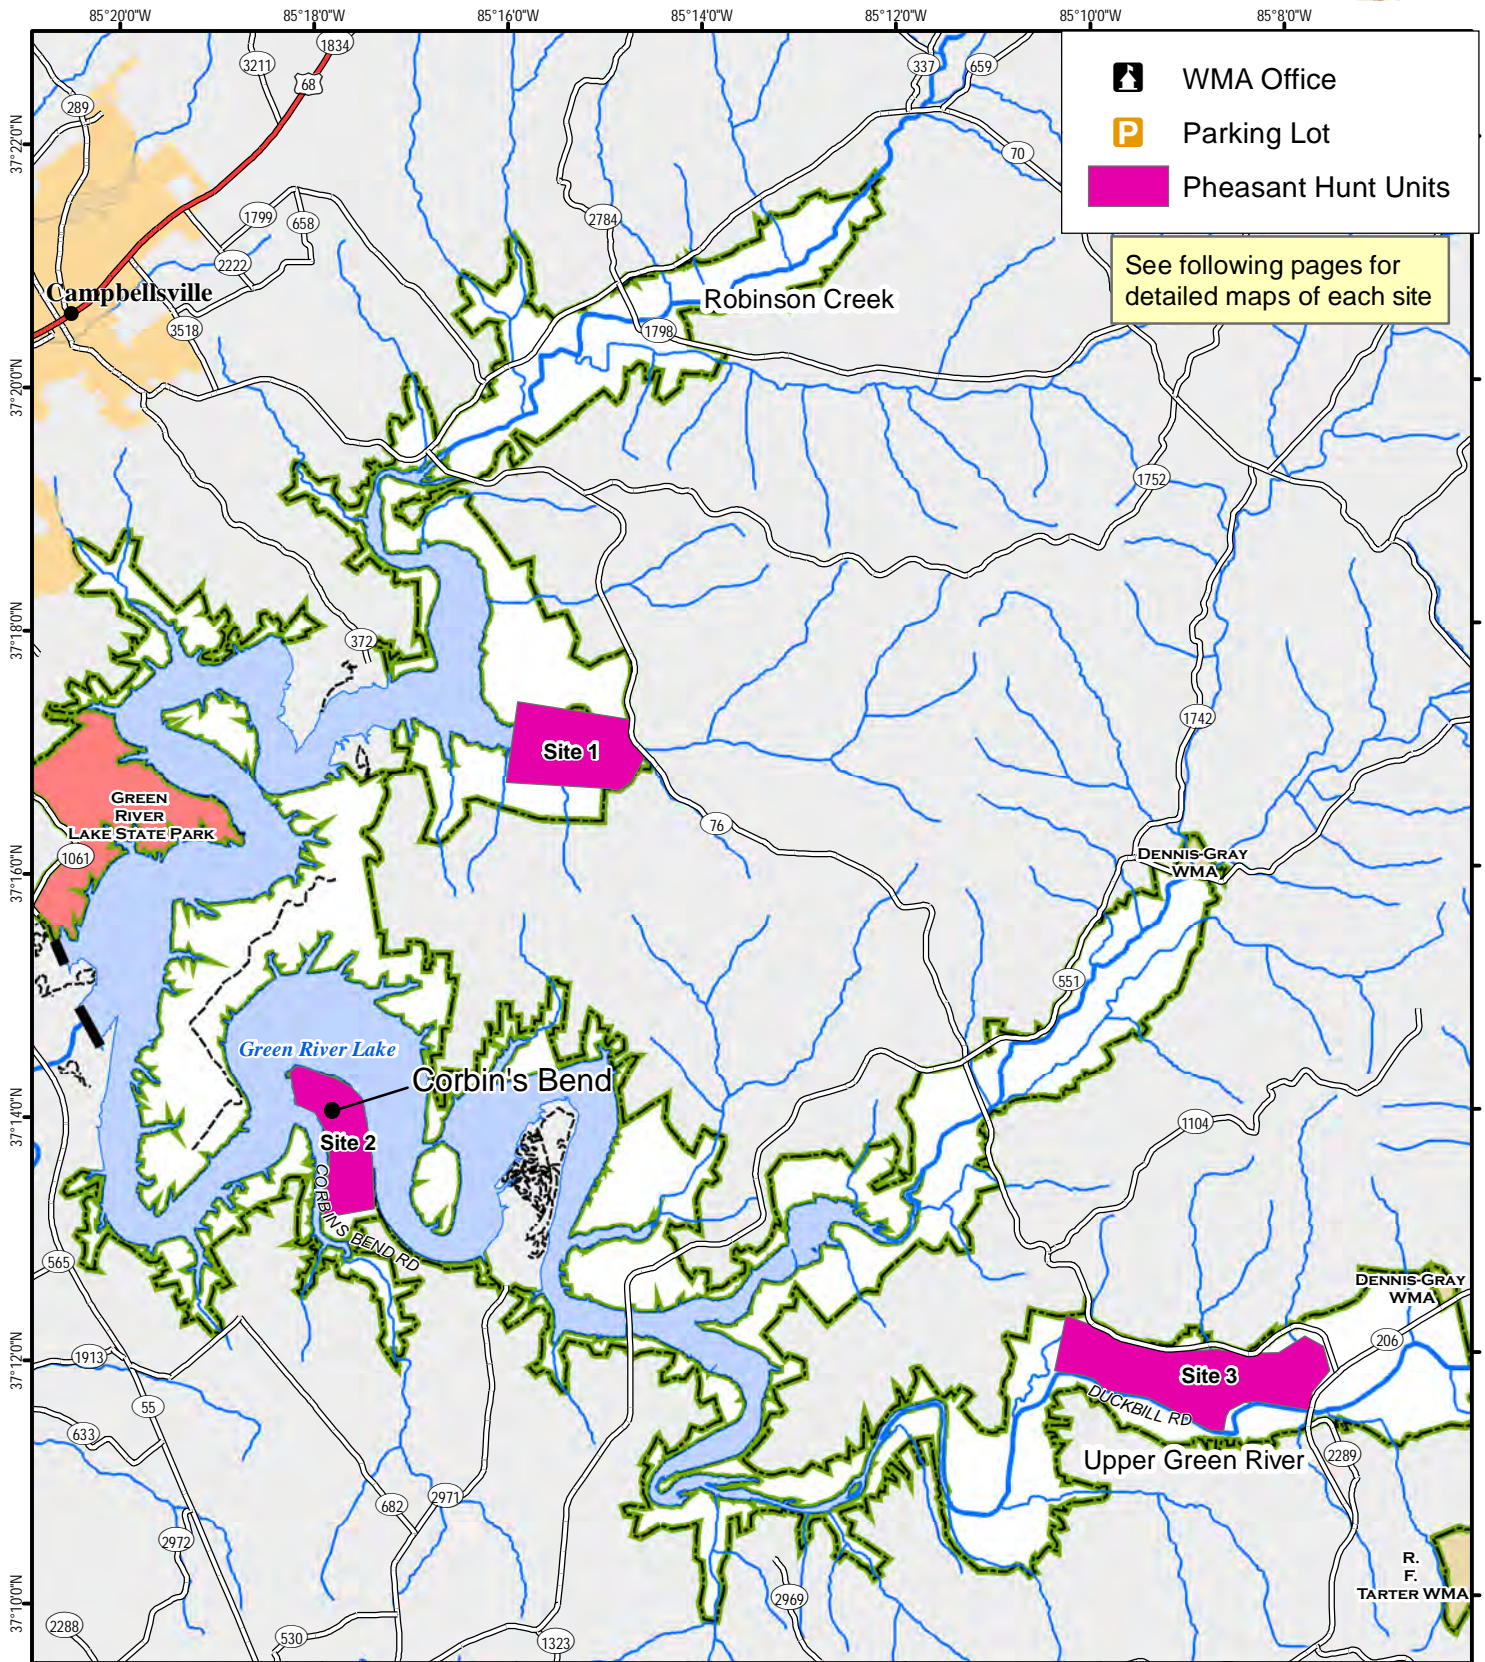 85°20'0"W
85°18'0"W
85°16'0"W
85°14'0"W
85°12'0"W
85°10'0"W
85°8'0"W
37°22'0"N
37°20'0"N
37°18'0"N
37°16'0"N
37°14'0"N
37°12'0"N
37°10'0"N
WMA Office
P
Parking Lot
Pheasant Hunt Units
See following pages for
detailed maps of each site
1834
3211
68
289
337
659
70
1799
658
2784
2222
Campbellsville
3518
Robinson Creek
1798
1752
372
1742
Site 1
GREEN
RIVER
LAKE STATE PARK
1061
76
DENNIS-GRAY
WMA
551
Green River Lake
Corbin's Bend
Site 2
CORBINS BEND RD
1104
565
DENNIS-GRAY
WMA
206
1913
55
Site 3
DUCKBILL RD
633
Upper Green River
2289
682
2971
2972
R.
F.
TARTER WMA
2969
2288
530
1323